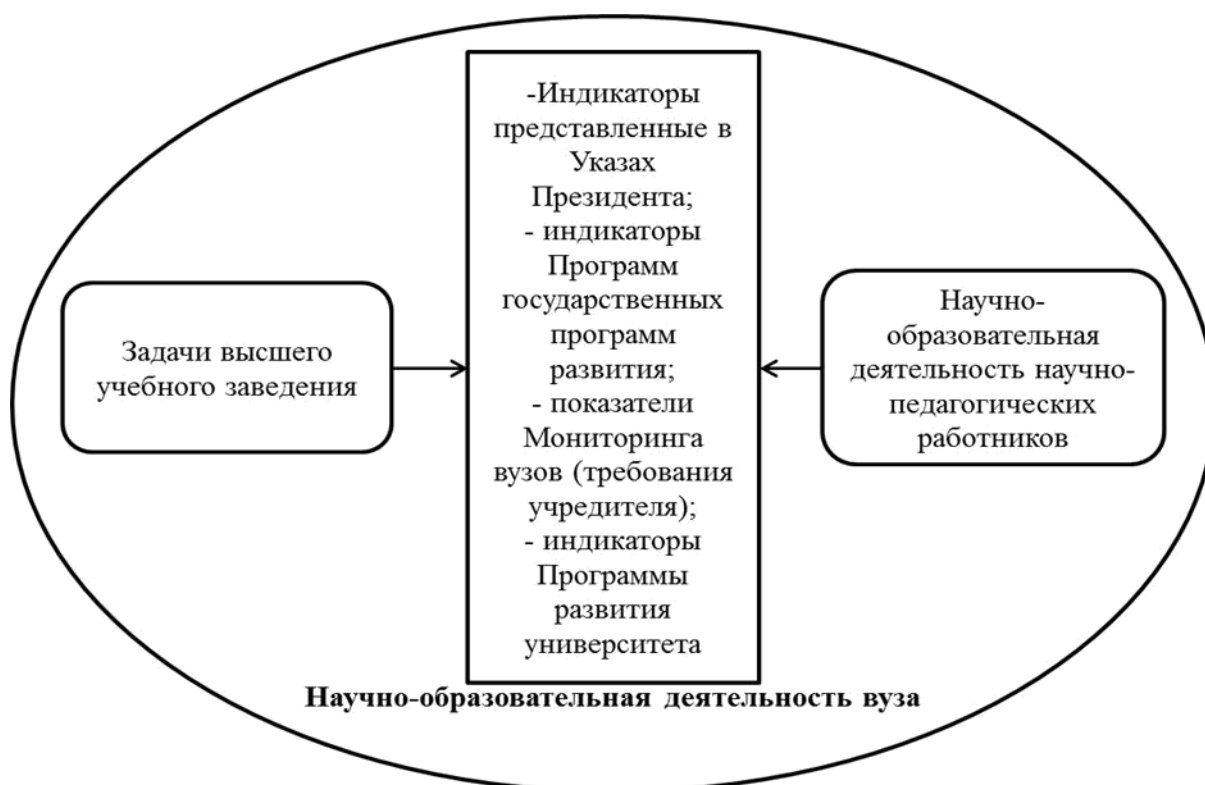 Задачи высшего
учебного заведения
-Индикаторы
представленные в
Указах
Президента;
- индикаторы
Программ
государственных
программ
развития;
- показатели
Мониторинга
вузов (требования
учредителя);
- индикаторы
Программы
развития
университета
Научно-
образовательная
деятельность научно-
педагогических
работников
Научно-образовательная деятельность вуза